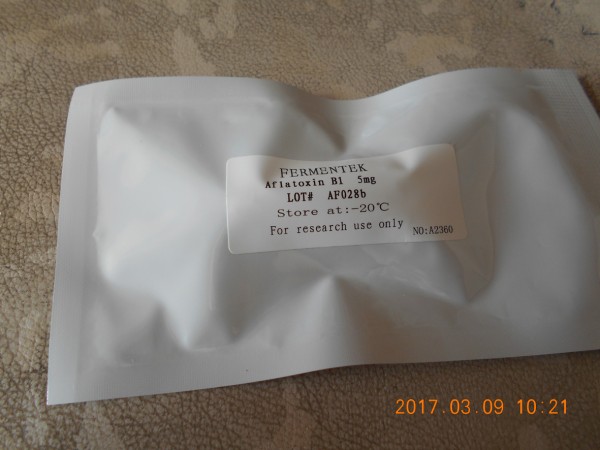 FERMENTEK
Aflatoxin B1 5mg
LOT# AF028b
Store at:-20℃
For research use only
NO:A2360
2017.03.09 10:21